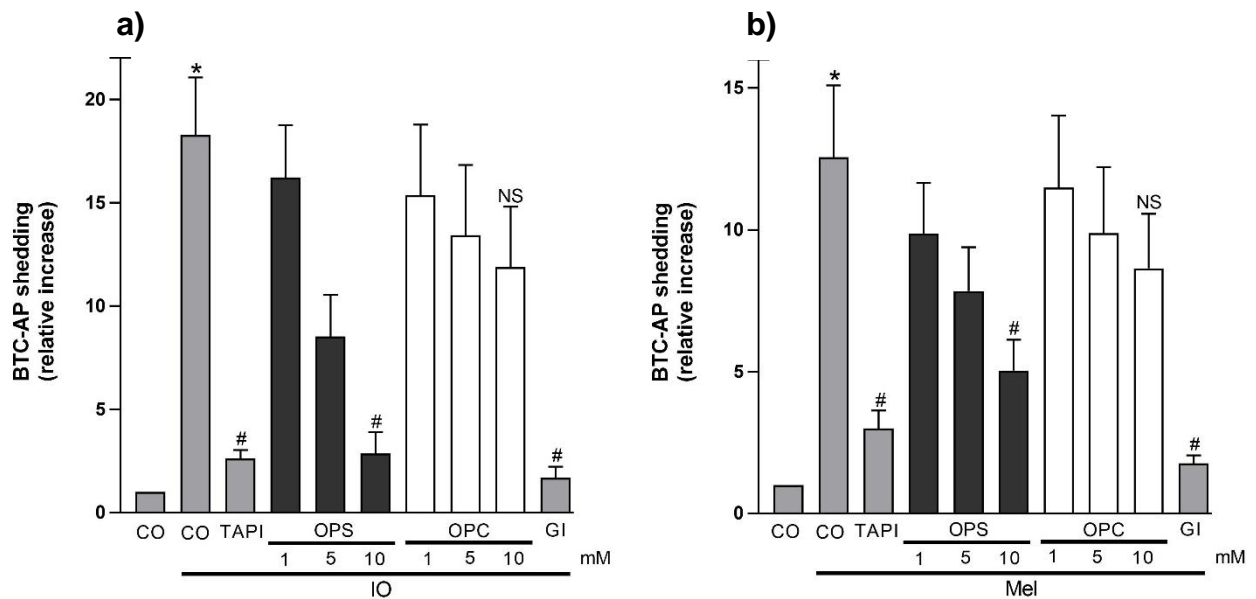 a)
BTC-AP shedding
(relative increase)
20
15
10
5
0
*
#
#
NS
#
CO CO TAPI OPS OPC GI
1 5 10 1 5 10 mM
IO
b)
BTC-AP shedding
(relative increase)
15
10
5
0
*
#
#
NS
#
CO CO TAPI OPS OPC GI
1 5 10 1 5 10 mM
Mel